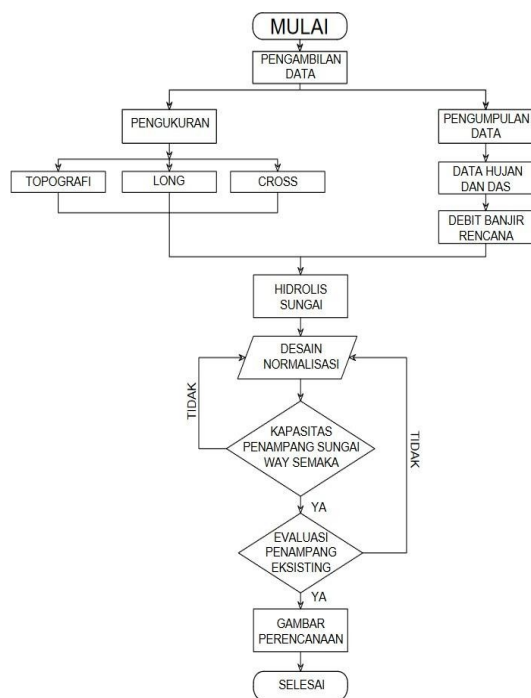 MULAI
PENGAMBILAN
DATA
PENGUKURAN
PENGUMPULAN
DATA
TOPOGRAFI
LONG
CROSS
DATA HUJAN
DAN DAS
DEBIT BANJIR
RENCANA
HIDROLIS
SUNGAI
DESAIN
NORMALISASI
TIDAK
KAPASITAS
PENAMPANG SUNGAI
WAY SEMAKA
TIDAK
YA
EVALUASI
PENAMPANG
EKSISTING
YA
GAMBAR
PERENCANAAN
SELESAI